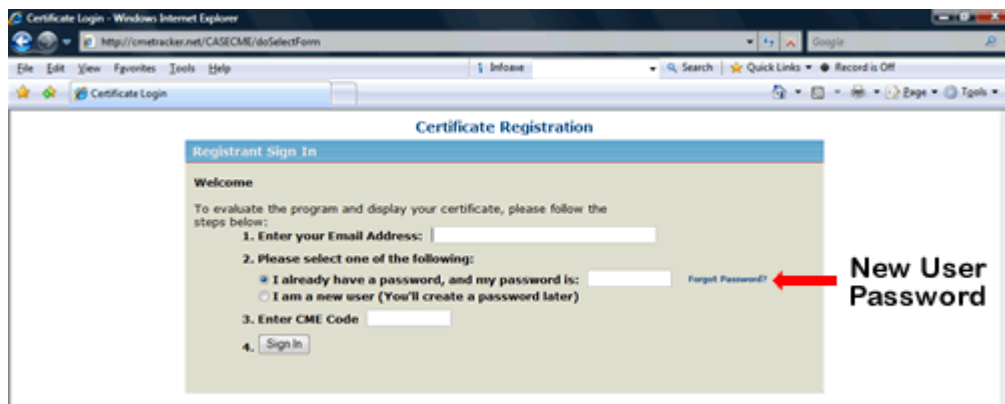 Certificate Login - Windows Internet Explorer
http://cmetracker.net/CASECME/doSelectForm
Google
File Edit View Favorites Tools Help
Search Quick Links Record is Off
Certificate Login
Page Tools
Certificate Registration
Registrant Sign In
Welcome
To evaluate the program and display your certificate, please follow the
steps below:
1. Enter your Email Address:
2. Please select one of the following:
I already have a password, and my password is:
Forgot Password?
I am a new user (You'll create a password later)
3. Enter CME Code
4. Sign In
New User
Password